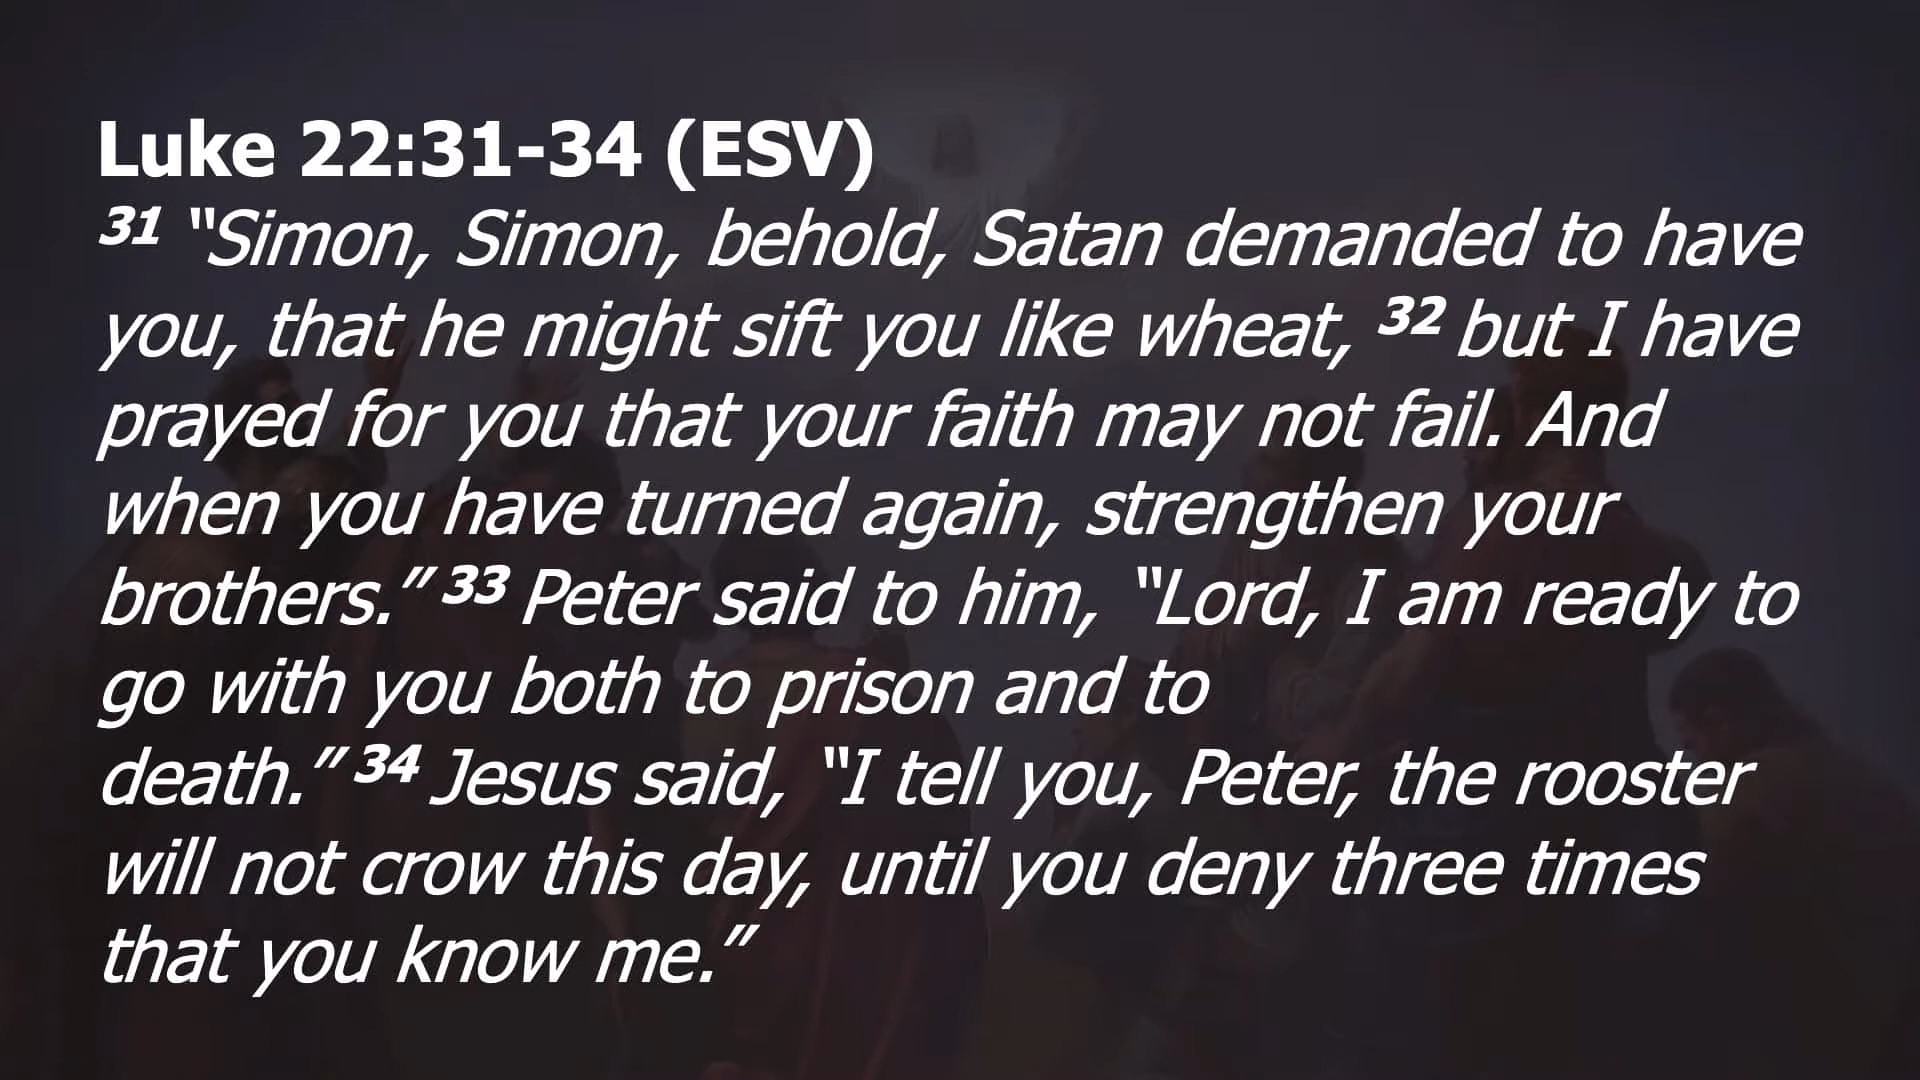 Luke 22:31-34 (ESV)
31 “Simon, Simon, behold, Satan demanded to have
you, that he might sift you like wheat, 32 but I have
prayed for you that your faith may not fail. And
when you have turned again, strengthen your
brothers.” 33 Peter said to him, “Lord, I am ready to
go with you both to prison and to
death.” 34 Jesus said, “I tell you, Peter, the rooster
will not crow this day, until you deny three times
that you know me.”